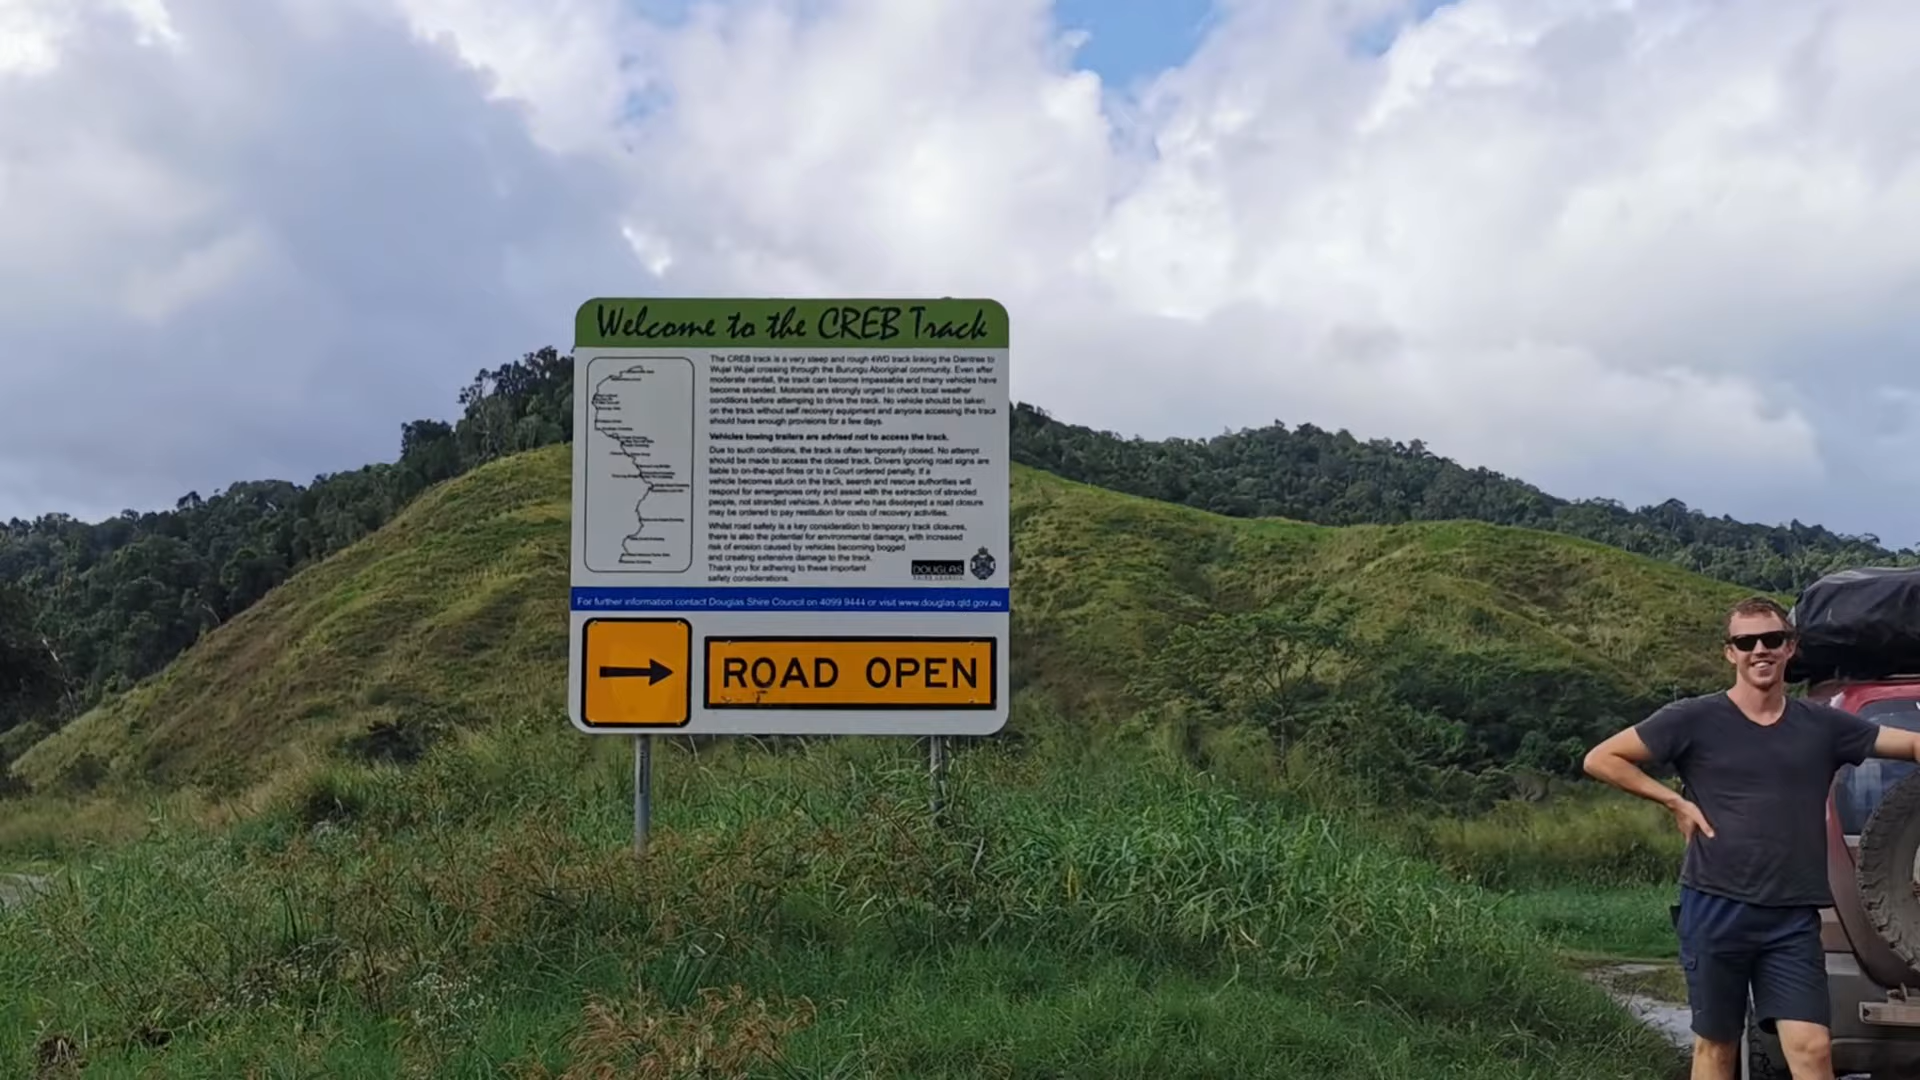 Welcome to the CREB Track
The CREB track is a very steep and rough 4WD track linking the Daintree to
Wujal Wujal crossing through the Burungu Aboriginal community. Even after
moderate rainfall, the track can become impassable and many vehicles have
become stranded. Motorists are strongly urged to check local weather
conditions before attempting to drive the track. No vehicle should be taken
on the track without self recovery equipment and anyone accessing the track
should have enough provisions for a few days.
Vehicles towing trailers are advised not to access the track.
Due to such conditions, the track is often temporarily closed. No attempt
should be made to access the closed track. Drivers ignoring road signs are
liable to on-the-spot fines or to a Court ordered penalty. If a
vehicle becomes stuck on the track, search and rescue authorities will
respond for emergencies only and assist with the extraction of stranded
people, not stranded vehicles. A driver who has disobeyed a road closure
may be ordered to pay restitution for costs of recovery activities.
Whilst road safety is a key consideration to temporary track closures,
there is also the potential for environmental damage, with increased
risk of erosion caused by vehicles becoming bogged
and creating extensive damage to the track.
Thank you for adhering to these important
safety considerations.
DOUGLAS
SHIRE COUNCIL
For further information contact Douglas Shire Council on 4099 9444 or visit www.douglas.qld.gov.au
ROAD OPEN